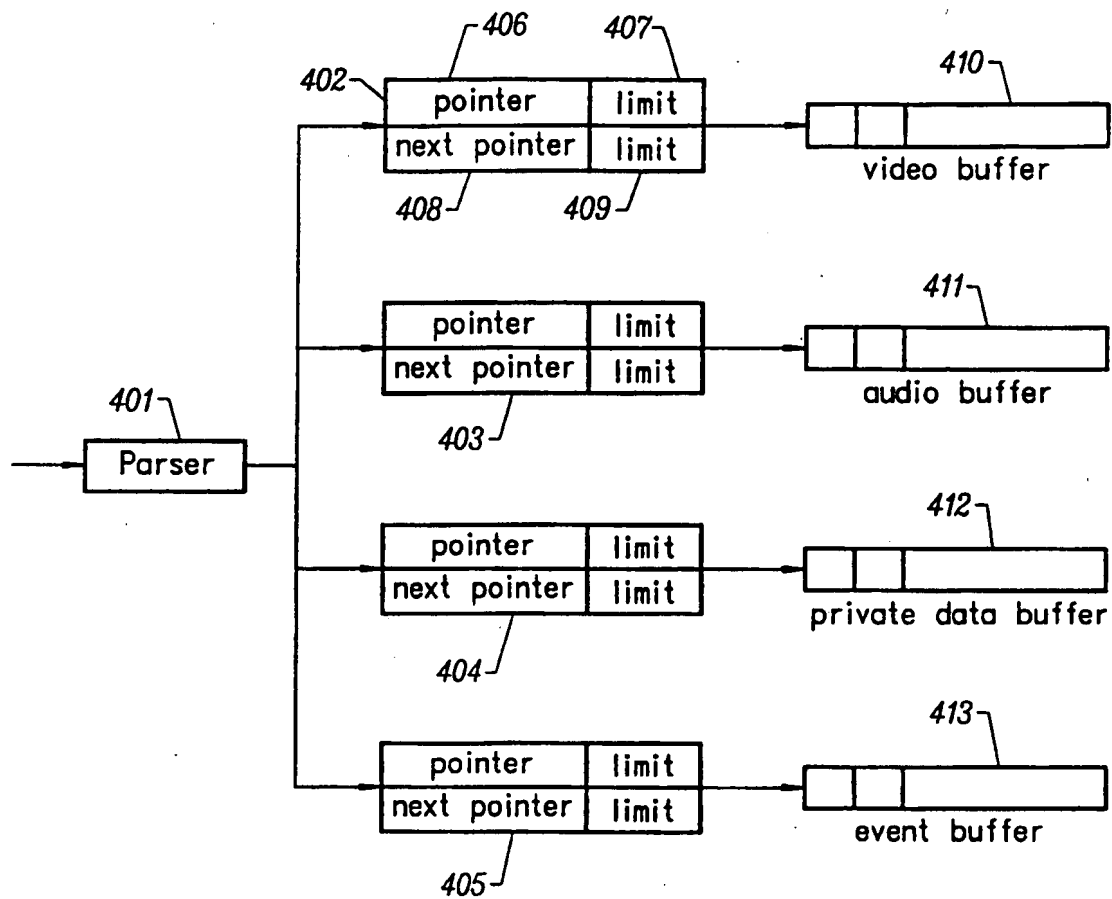 406 407
402 410
pointer limit
next pointer limit
video buffer
408 409
411
pointer limit
next pointer limit
audio buffer
401
403
Parser
412
pointer limit
next pointer limit
private data buffer
404
413
pointer limit
next pointer limit
event buffer
405